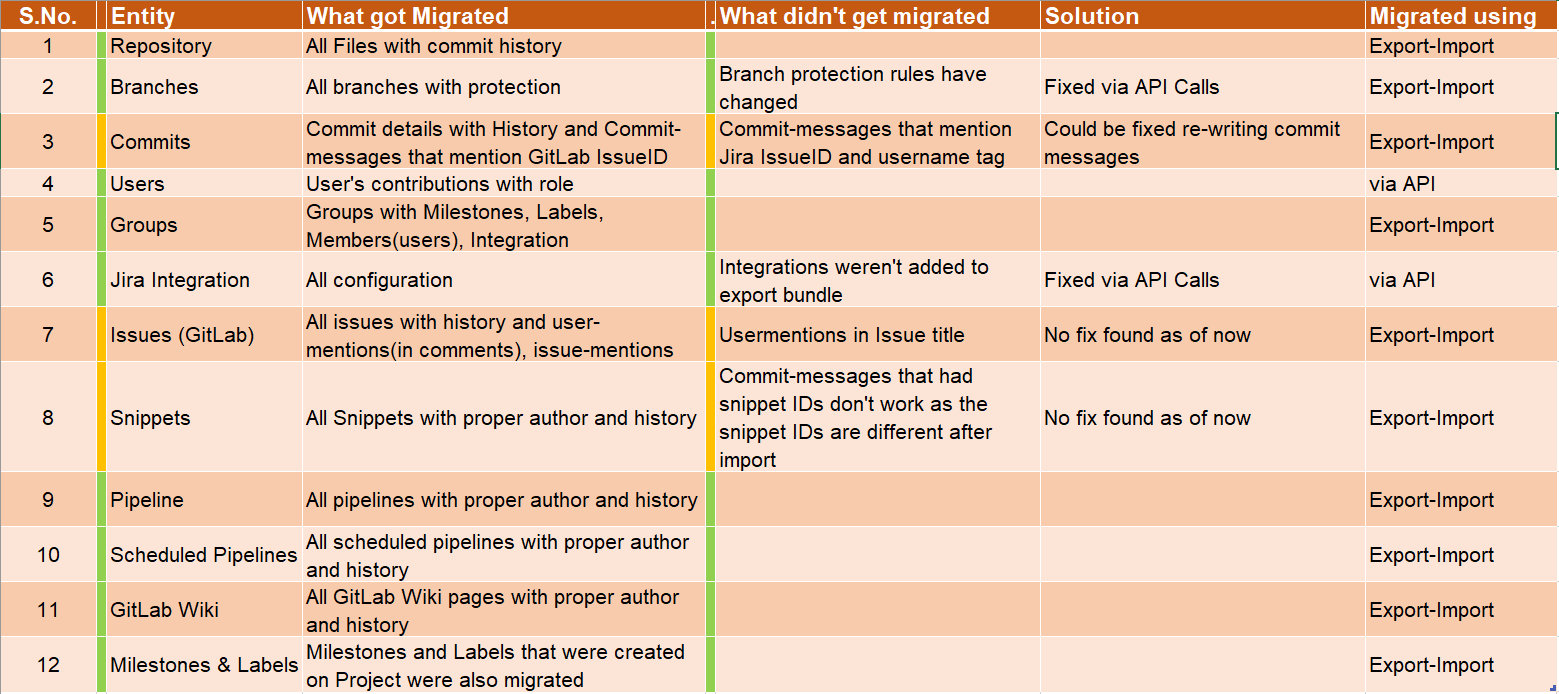 S.No. Entity What got Migrated . What didn't get migrated Solution Migrated using
1 Repository All Files with commit history Export-Import
2 Branches All branches with protection Branch protection rules have
changed Fixed via API Calls Export-Import
3 Commits Commit details with History and Commit-
messages that mention GitLab IssueID Commit-messages that mention
Jira IssueID and username tag Could be fixed re-writing commit
messages Export-Import
4 Users User's contributions with role via API
5 Groups Groups with Milestones, Labels,
Members(users), Integration Export-Import
6 Jira Integration All configuration Integrations weren't added to
export bundle Fixed via API Calls via API
7 Issues (GitLab) All issues with history and user-
mentions(in comments), issue-mentions Usermentions in Issue title No fix found as of now Export-Import
8 Snippets All Snippets with proper author and history Commit-messages that had
snippet IDs don't work as the
snippet IDs are different after
import No fix found as of now Export-Import
9 Pipeline All pipelines with proper author and history Export-Import
10 Scheduled Pipelines All scheduled pipelines with proper author
and history Export-Import
11 GitLab Wiki All GitLab Wiki pages with proper author
and history Export-Import
12 Milestones & Labels Milestones and Labels that were created
on Project were also migrated Export-Import